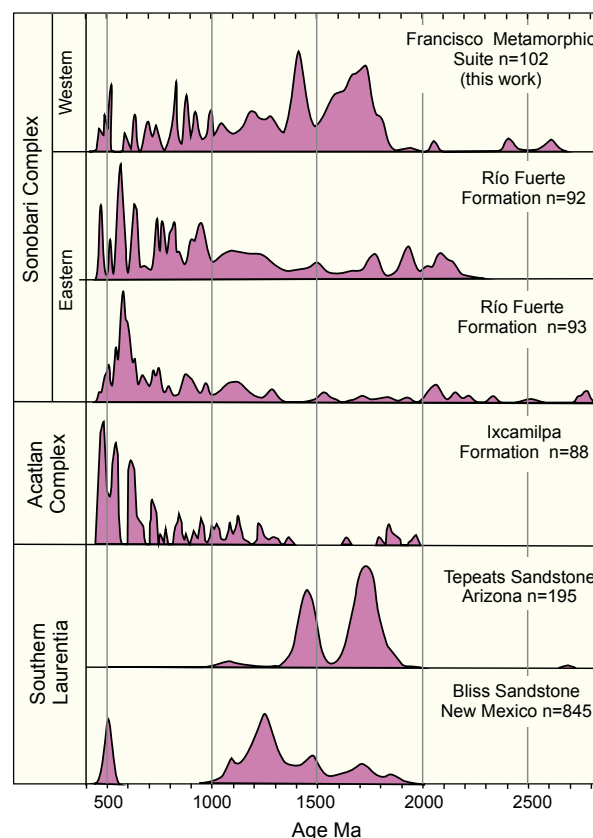 Sonobari Complex
Western
Francisco Metamorphic
Suite n=102
(this work)
Eastern
Río Fuerte
Formation n=92
Río Fuerte
Formation n=93
Acatlan
Complex
Ixcamilpa
Formation n=88
Southern
Laurentia
Tepeats Sandstone
Arizona n=195
Bliss Sandstone
New Mexico n=845
500 1000 1500 2000 2500
Age Ma